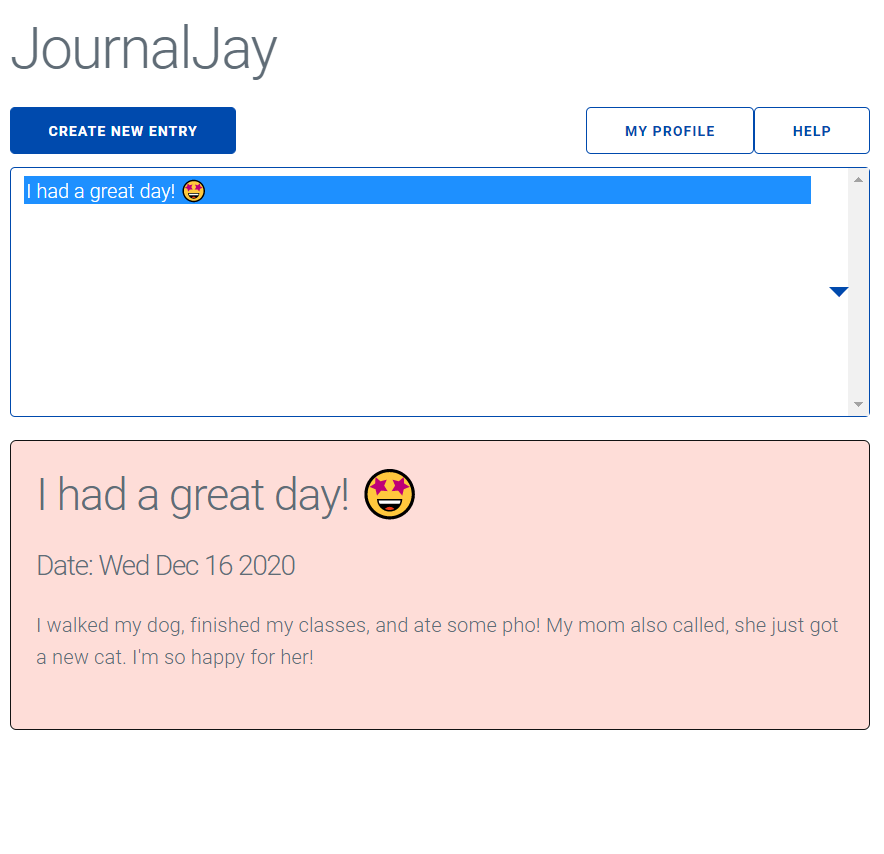 JournalJay
CREATE NEW ENTRY
MY PROFILE
HELP
I had a great day! 🤩
I had a great day! 🤩
Date: Wed Dec 16 2020
I walked my dog, finished my classes, and ate some pho! My mom also called, she just got
a new cat. I'm so happy for her!